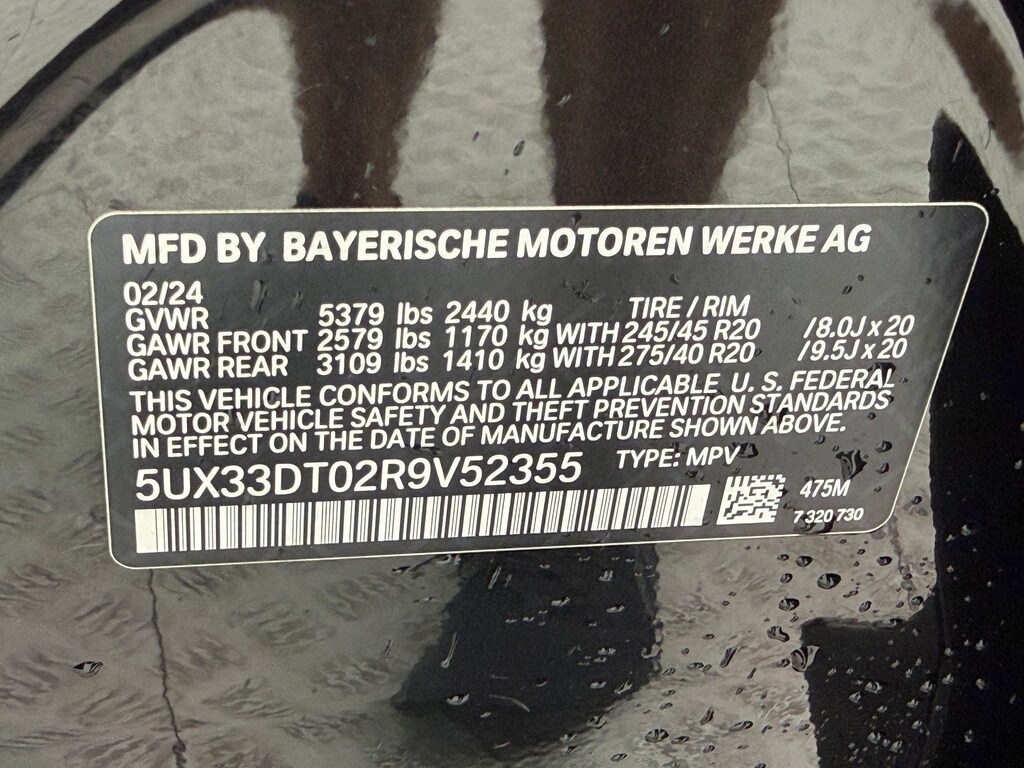 MFD BY BAYERISCHE MOTOREN WERKE AG
02/24
GVWR 5379 lbs 2440 kg TIRE / RIM
GAWR FRONT 2579 lbs 1170 kg WITH 245/45 R20 /8.0J x 20
GAWR REAR 3109 lbs 1410 kg WITH 275/40 R20 /9.5J x 20
THIS VEHICLE CONFORMS TO ALL APPLICABLE U. S. FEDERAL
MOTOR VEHICLE SAFETY AND THEFT PREVENTION STANDARDS
IN EFFECT ON THE DATE OF MANUFACTURE SHOWN ABOVE.
5UX33DT02R9V52355 TYPE: MPV
475M
7 320 730